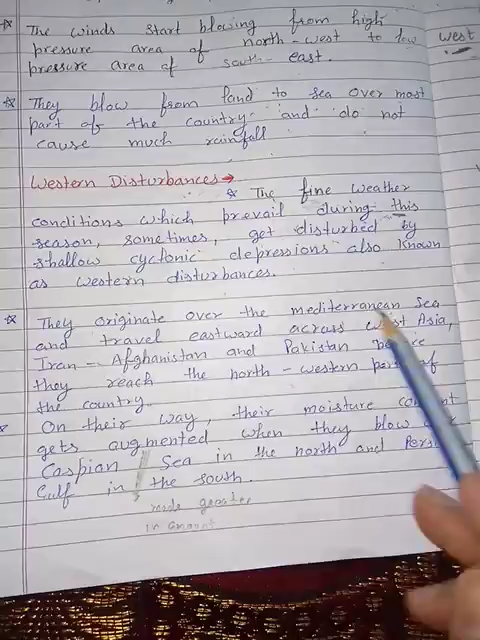 * The winds start blowing from high
pressure area of north-west to low
pressure area of south-east.
west
* They blow from land to sea over most
part of the country and do not
cause much rainfall
Western Disturbances→
* The fine weather
conditions which prevail during this
season, sometimes, get disturbed by
shallow cyclonic depressions also known
as western disturbances.
* They originate over the mediterranean Sea
and travel eastward across west Asia,
Iran - Afghanistan and Pakistan
they reach the north-western of
the country
On their way, their moisture
gets augmented when they blow
Caspian Sea in the north and
Gulf in the south.
made greater
in amount